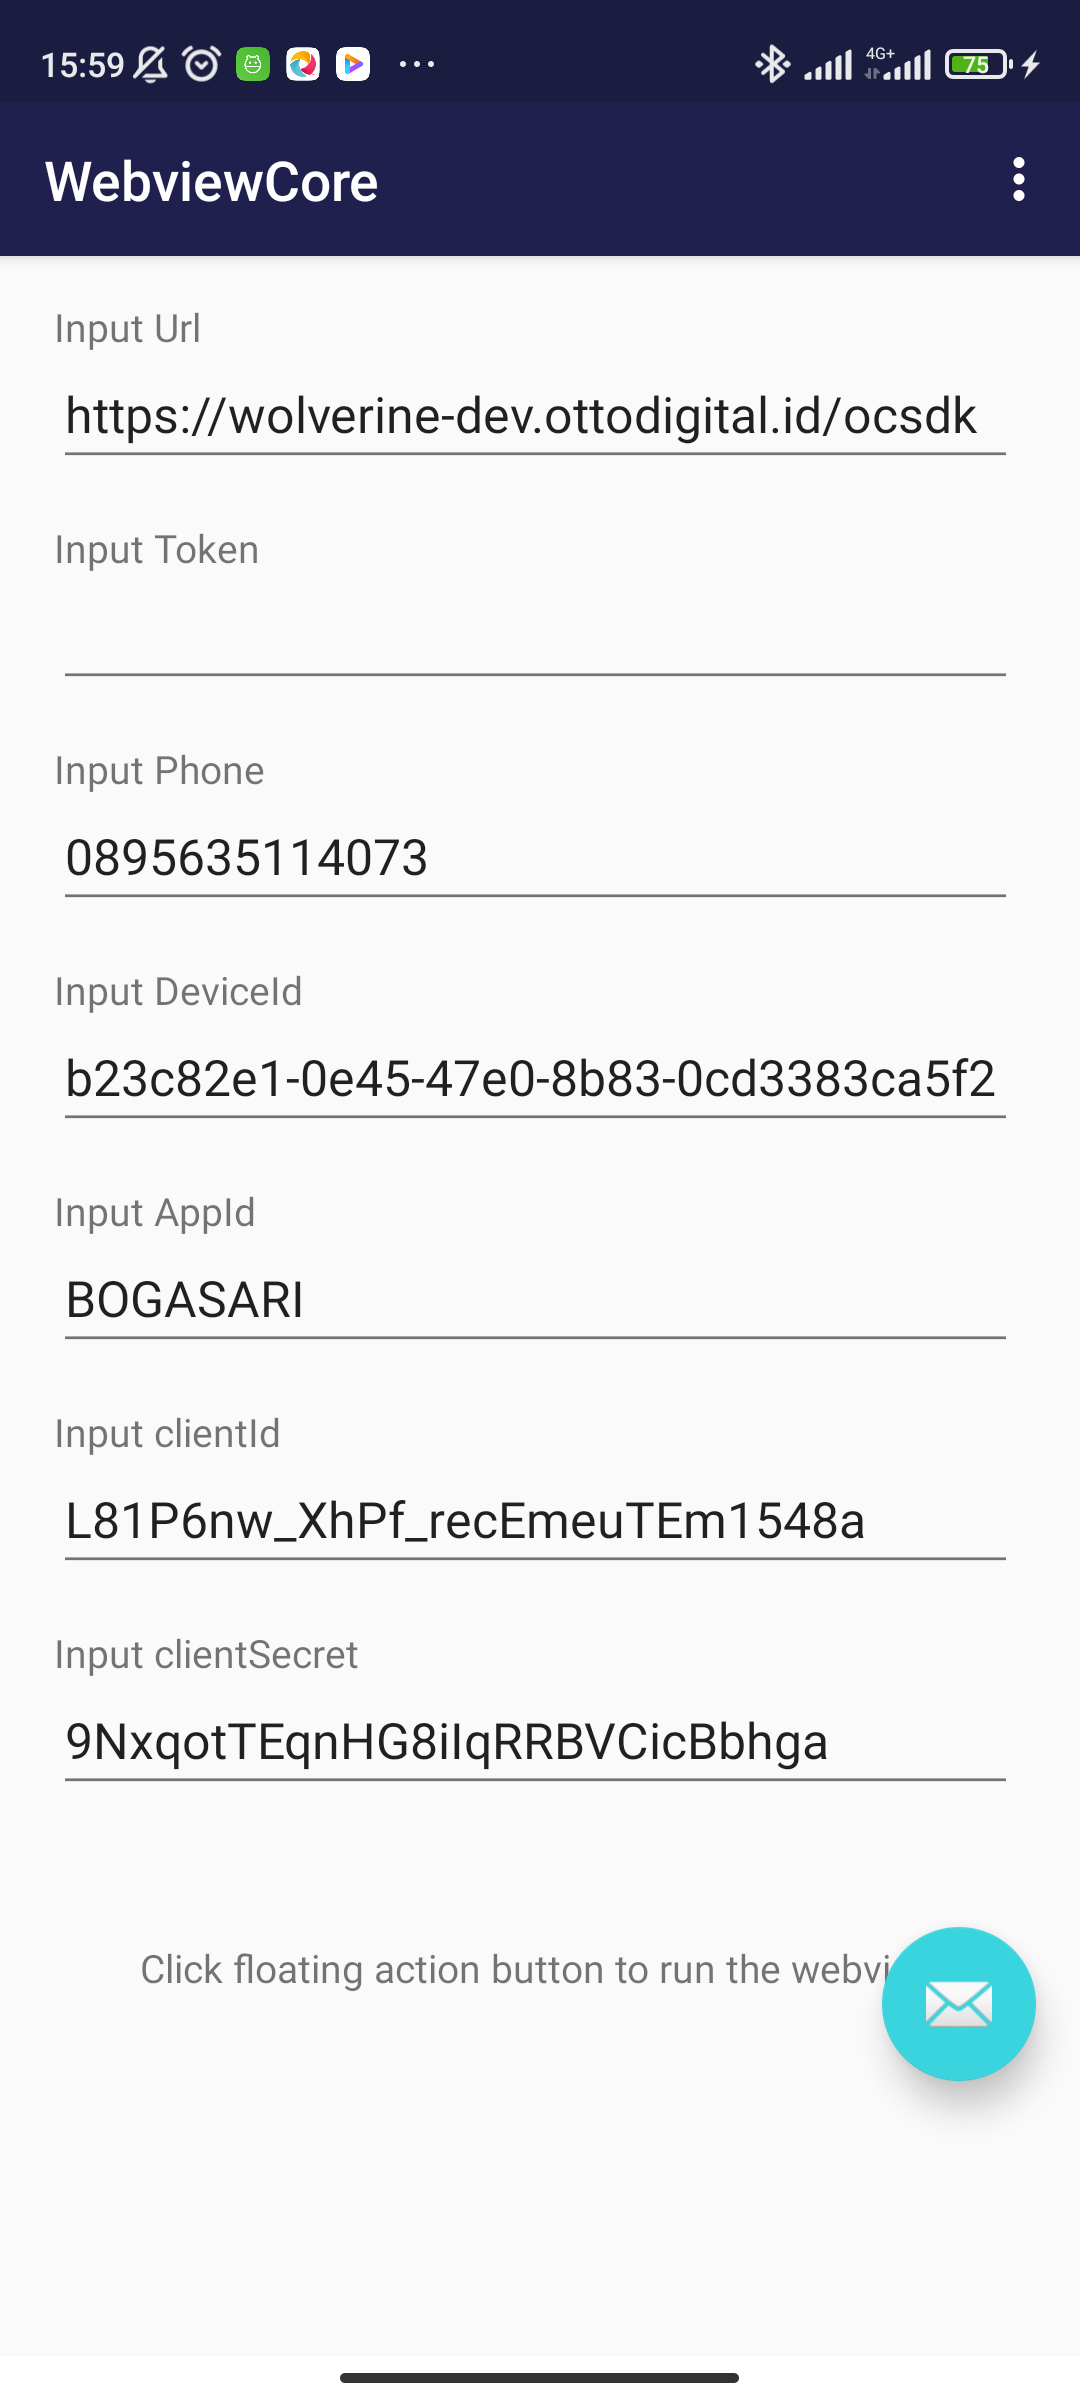 15:59
4G+
75
WebviewCore
Input Url
https://wolverine-dev.ottodigital.id/ocsdk
Input Token
Input Phone
0895635114073
Input DeviceId
b23c82e1-0e45-47e0-8b83-0cd3383ca5f2
Input AppId
BOGASARI
Input clientId
L81P6nw_XhPf_recEmeuTEm1548a
Input clientSecret
9NxqotTEqnHG8iIqRRBVCicBbhga
Click floating action button to run the webvi